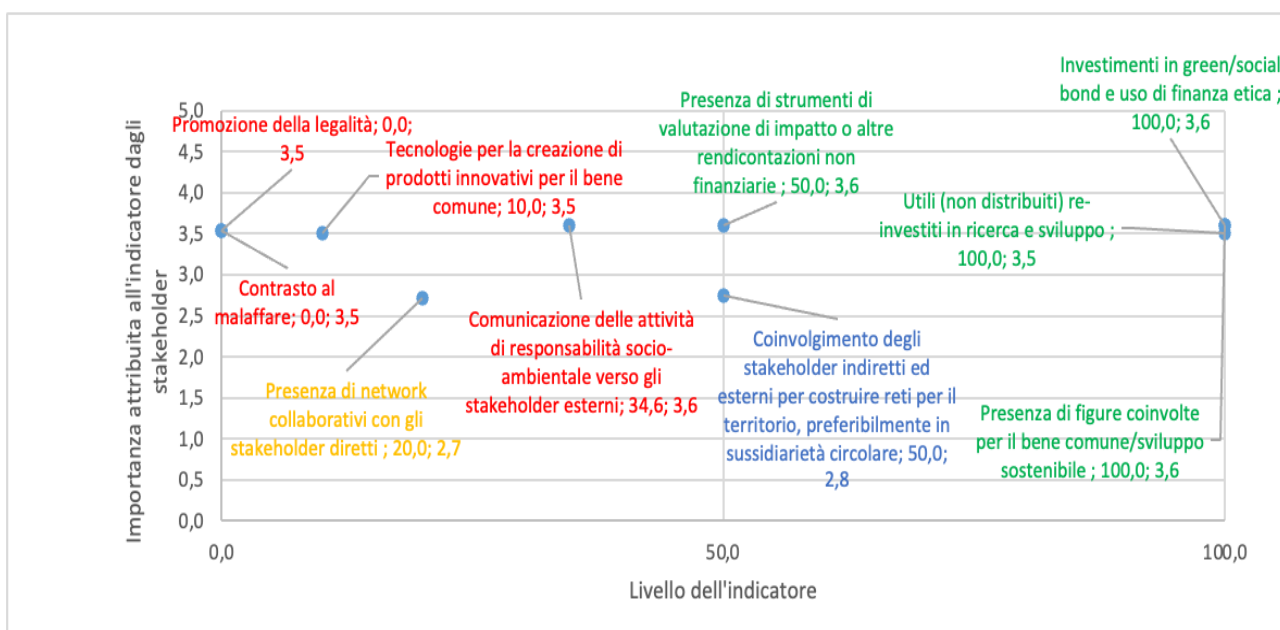 Importanza attribuita all'indicatore dagli
stakeholder
5,0
4,5
4,0
3,5
3,0
2,5
2,0
1,5
1,0
0,5
0,0
Promozione della legalità; 0,0;
3,5
Tecnologie per la creazione di
prodotti innovativi per il bene
comune; 10,0; 3,5
Presenza di strumenti di
valutazione di impatto o altre
rendicontazioni non
finanziarie ; 50,0; 3,6
Investimenti in green/social
bond e uso di finanza etica ;
100,0; 3,6
Utili (non distribuiti) re-
investiti in ricerca e sviluppo ;
100,0; 3,5
Contrasto al
malaffare; 0,0; 3,5
Presenza di network
collaborativi con gli
stakeholder diretti ; 20,0; 2,7
Comunicazione delle attività
di responsabilità socio-
ambientale verso gli
stakeholder esterni; 34,6; 3,6
Coinvolgimento degli
stakeholder indiretti ed
esterni per costruire reti per il
territorio, preferibilmente in
sussidiarietà circolare; 50,0;
2,8
Presenza di figure coinvolte
per il bene comune/sviluppo
sostenibile ; 100,0; 3,6
0,0
50,0
100,0
Livello dell'indicatore